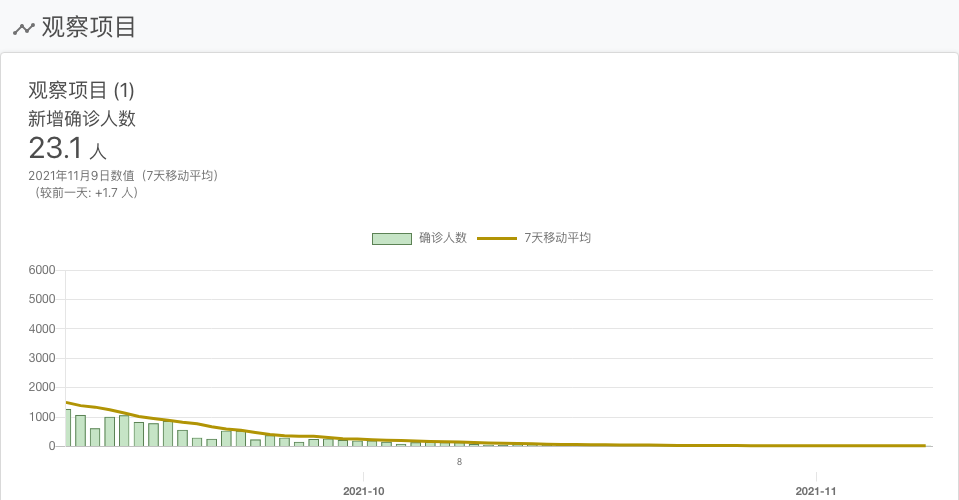 观察项目
观察项目 (1)
新增确诊人数
23.1 人
2021年11月9日数值（7天移动平均）
（较前一天: +1.7 人）
确诊人数 7天移动平均
6000
5000
4000
3000
2000
1000
0
8
2021-10 2021-11